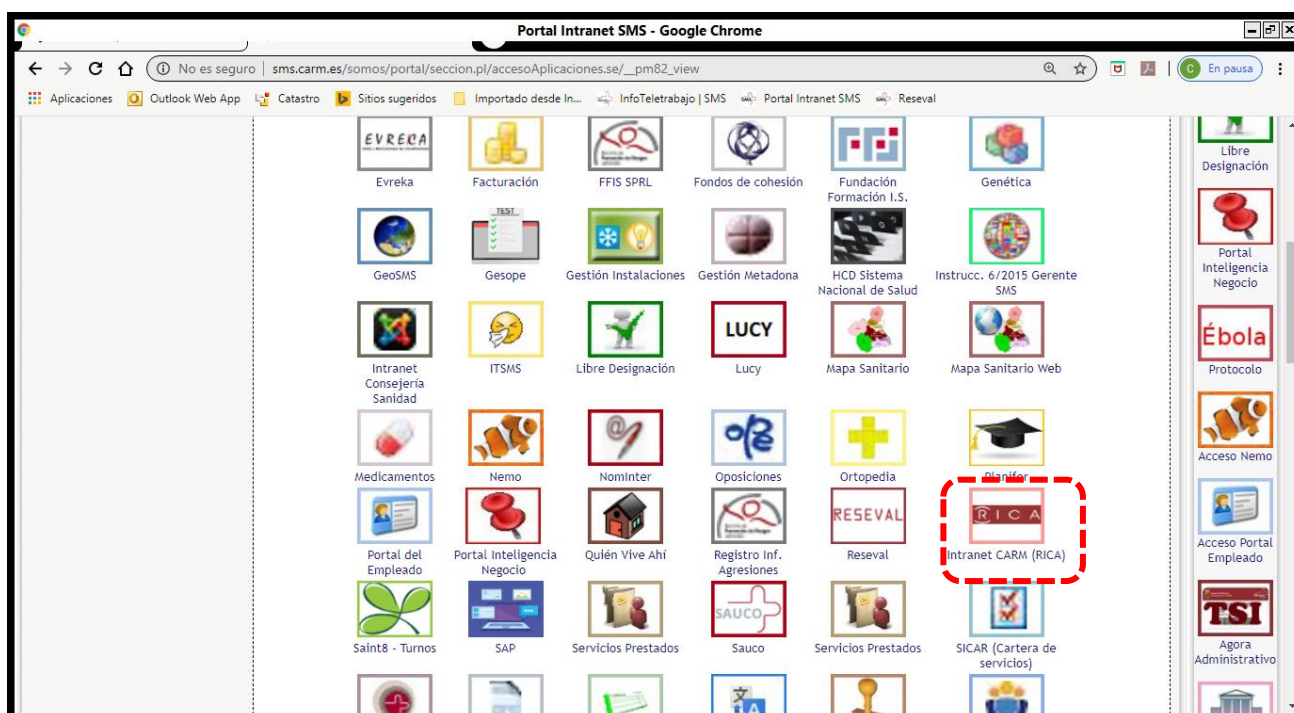 Portal Intranet SMS - Google Chrome
No es seguro | sms.carm.es/somos/portal/seccion.pl/accesoAplicaciones.se/__pm82_view
En pausa
Aplicaciones Outlook Web App Catastro Sitios sugeridos Importado desde In... InfoTeletrabajo | SMS Portal Intranet SMS Reseval
EVREKA
Evreka Facturación FFIS SPRL Fondos de cohesión Fundación Formación I.S. Genética
Libre
Designación
TEST
GeoSMS Gesope Gestión Instalaciones Gestión Metadona HCD Sistema
Nacional de Salud
Instrucc. 6/2015 Gerente
SMS
Portal
Inteligencia
Negocio
LUCY
Intranet
Consejería
Sanidad
ITSMS Libre Designación Lucy Mapa Sanitario Mapa Sanitario Web
Ébola
Protocolo
ope
Medicamentos Nemo NomInter Oposiciones Ortopedia Planifor
Acceso Nemo
RESEVAL
RICA
Portal del
Empleado
Portal Inteligencia
Negocio
Quién Vive Ahí
Registro Inf.
Agresiones
Reseval
Intranet CARM (RICA)
Acceso Portal
Empleado
SAUCO
Saint8 - Turnos SAP Servicios Prestados Sauco Servicios Prestados SICAR (Cartera de
servicios)
TSI
Agora
Administrativo